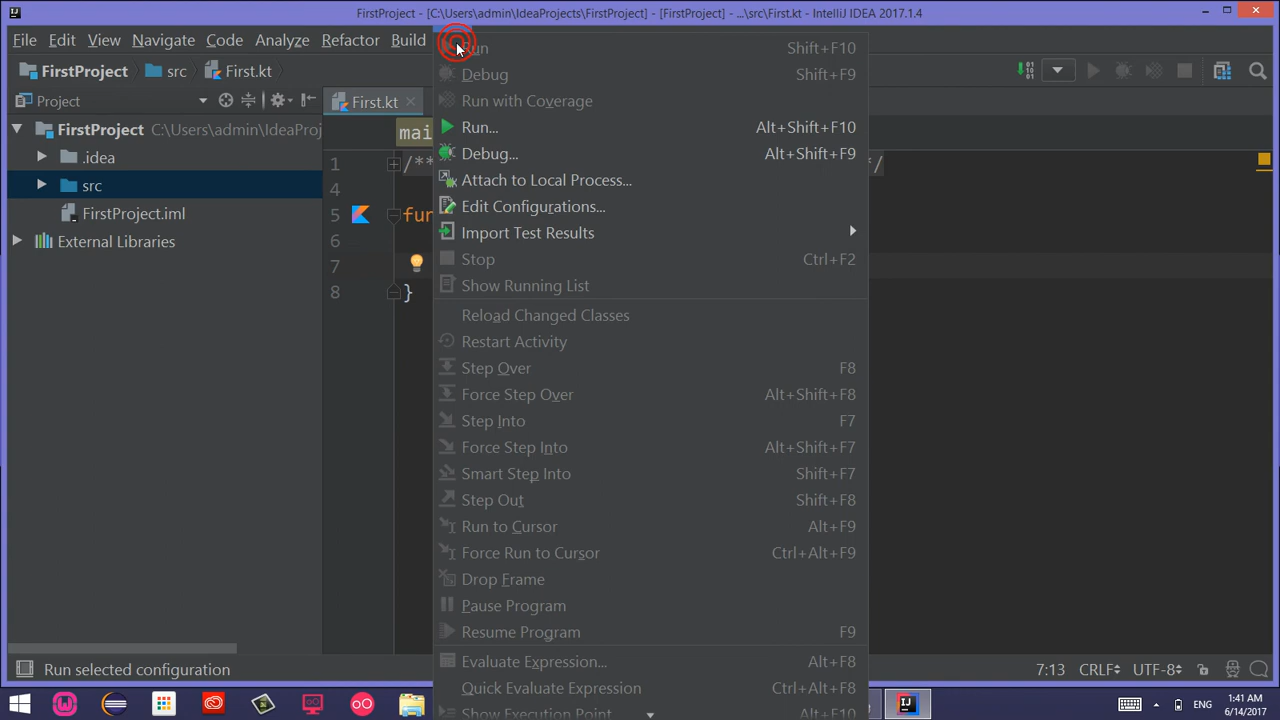 FirstProject - [C:\Users\admin\IdeaProjects\FirstProject] - [FirstProject] - ...\src\First.kt - IntelliJ IDEA 2017.1.4
File Edit View Navigate Code Analyze Refactor Build
FirstProject src First.kt
Project
First.kt
FirstProject C:\Users\admin\IdeaPro
.idea
src
FirstProject.iml
External Libraries
mai
1 /** */
4
5 fun
6
7
8 }
Run Shift+F10
Debug Shift+F9
Run with Coverage
Run... Alt+Shift+F10
Debug... Alt+Shift+F9
Attach to Local Process...
Edit Configurations...
Import Test Results
Stop Ctrl+F2
Show Running List
Reload Changed Classes
Restart Activity
Step Over F8
Force Step Over Alt+Shift+F8
Step Into F7
Force Step Into Alt+Shift+F7
Smart Step Into Shift+F7
Step Out Shift+F8
Run to Cursor Alt+F9
Force Run to Cursor Ctrl+Alt+F9
Drop Frame
Pause Program
Resume Program F9
Evaluate Expression... Alt+F8
Quick Evaluate Expression Ctrl+Alt+F8
Show Execution Point Alt+F10
Run selected configuration
7:13 CRLF UTF-8
ENG
1:41 AM
6/14/2017